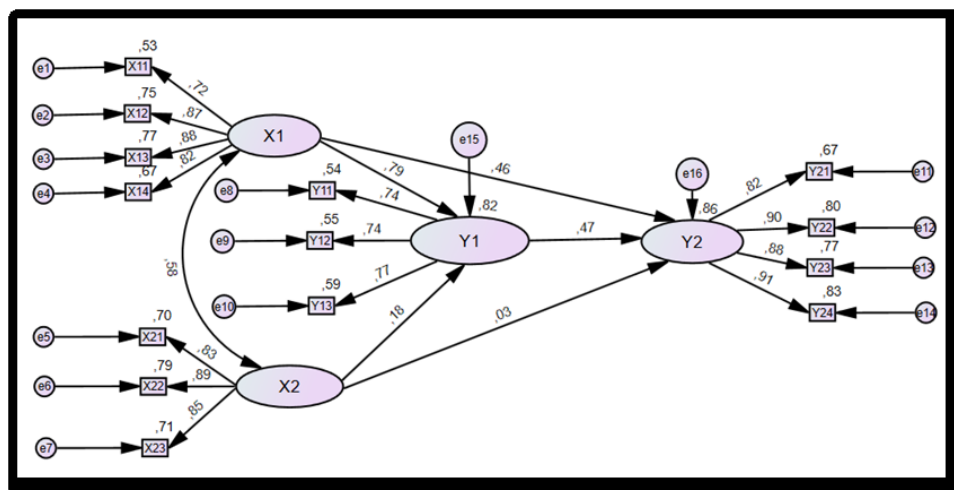 ,53
e1
X11
,72
,75
e2
X12
,87
,77
e3
X13
,88
,67
e4
X14
,82
X1
e15
,79
,46
,54
e8
Y11
,74
,82
,55
e9
Y12
,74
Y1
,47
,59
e10
Y13
,77
e16
,86
Y2
,67
,82
Y21
e11
,80
,90
Y22
e12
,77
,88
Y23
e13
,83
,91
Y24
e14
,58
,18
,03
,70
e5
X21
,83
,79
e6
X22
,89
X2
,71
e7
X23
,85